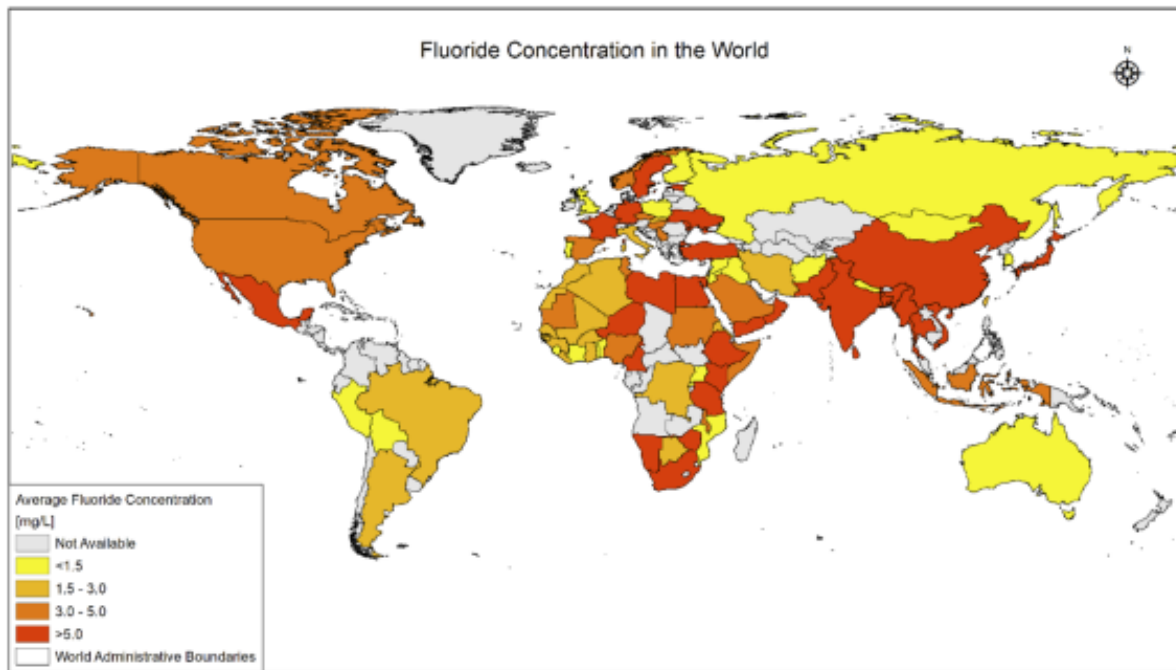 Fluoride Concentration in the World
N
Average Fluoride Concentration
[mg/L]
Not Available
<1.5
1.5 - 3.0
3.0 - 5.0
>5.0
World Administrative Boundaries